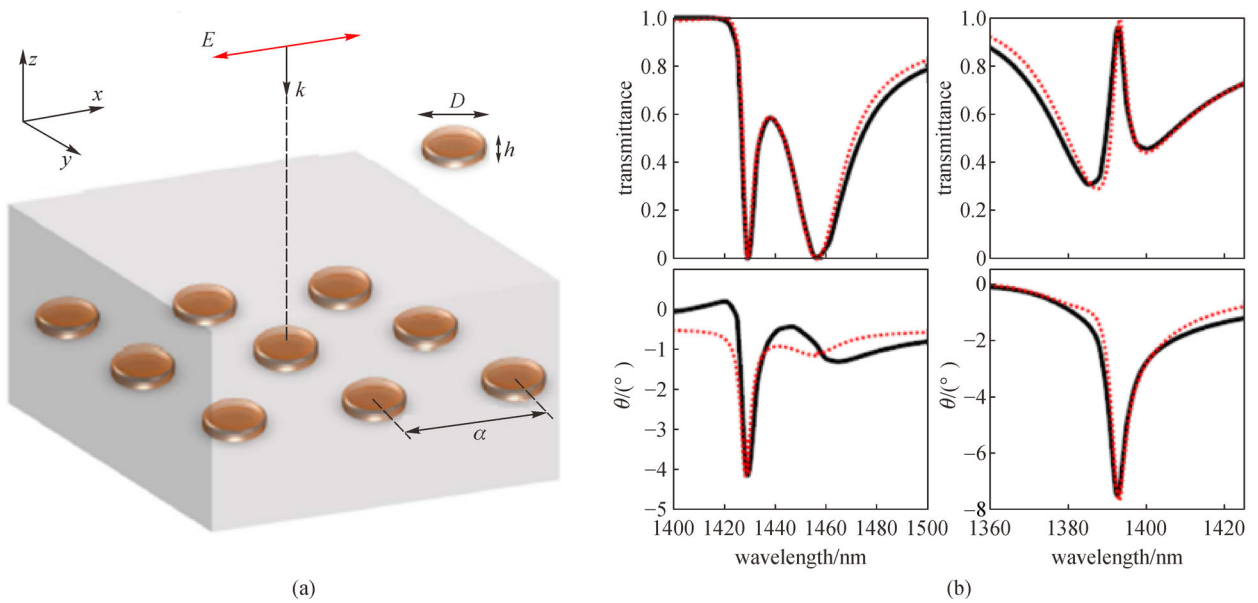 E
z
x
y
k
D
h
α
(a)
1.0
0.8
0.6
0.4
0.2
0
transmittance
0
−1
−2
−3
−4
−5
θ/(°)
1400
1420
1440
1460
1480
1500
wavelength/nm
1.0
0.8
0.6
0.4
0.2
0
transmittance
0
−2
−4
−6
−8
θ/(°)
1360
1380
1400
1420
wavelength/nm
(b)